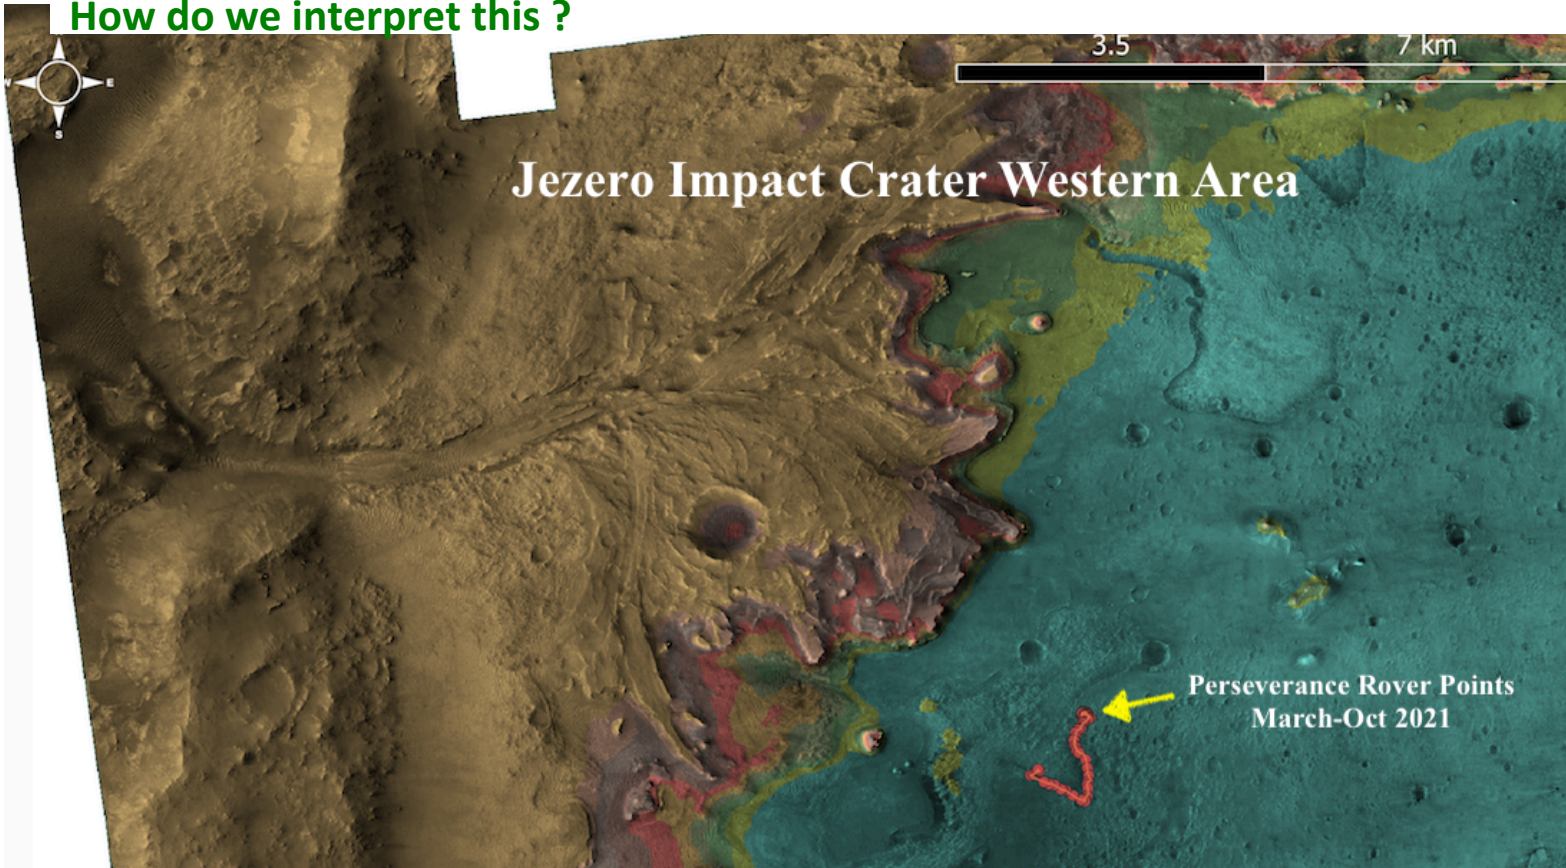 How do we interpret this ?
3.5 7 km
W E
S
Jezero Impact Crater Western Area
Perseverance Rover Points
March-Oct 2021